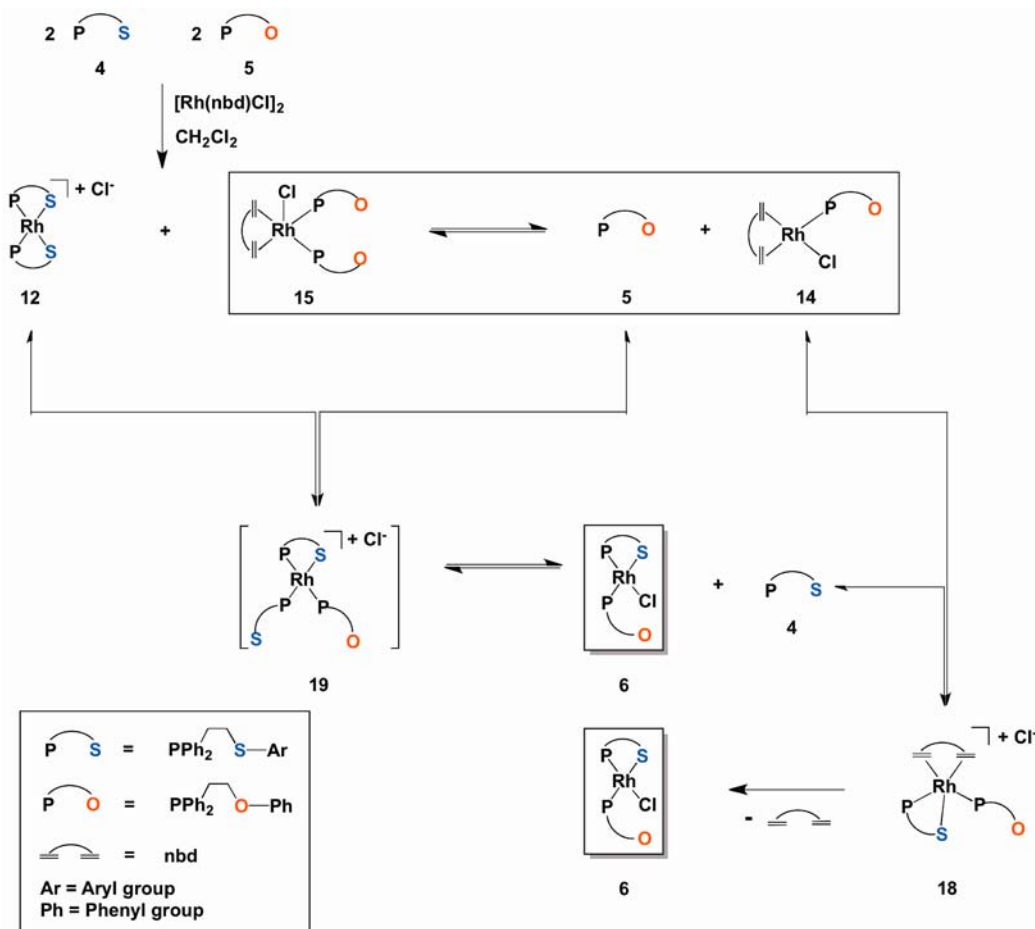 2 P S 2 P O
4 5
[Rh(nbd)Cl]2
CH2Cl2
P S + Cl-
Rh
P S
12
+
Cl
P O
Rh
P O
15
P O
5
+
P O
Rh
Cl
14
P S + Cl-
Rh
P P
S O
19
P S
Rh
P Cl
O
6
+
P S
4
P S
Rh
P Cl
O
6
-
+ Cl-
Rh
P P
S O
18
P S = PPh2 S—Ar
P O = PPh2 O—Ph
= nbd
Ar = Aryl group
Ph = Phenyl group